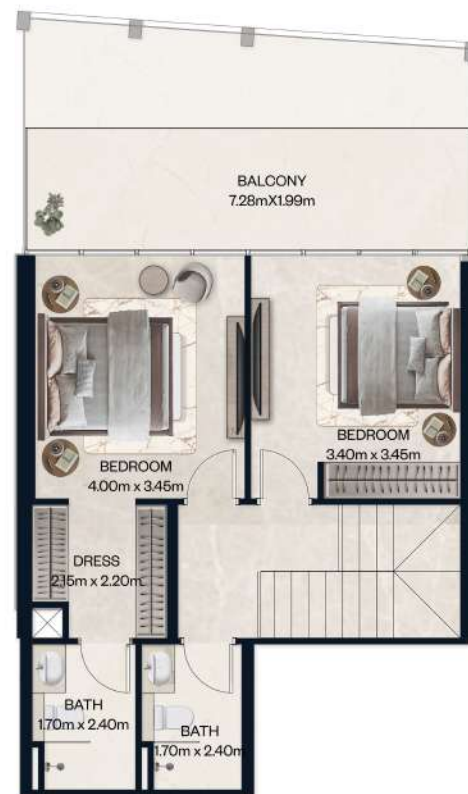 BALCONY
7.28mX1.99m
BEDROOM
4.00m x 3.45m
BEDROOM
3.40m x 3.45m
DRESS
2.15m x 2.20m
BATH
1.70m x 2.40m
BATH
1.70m x 2.40m